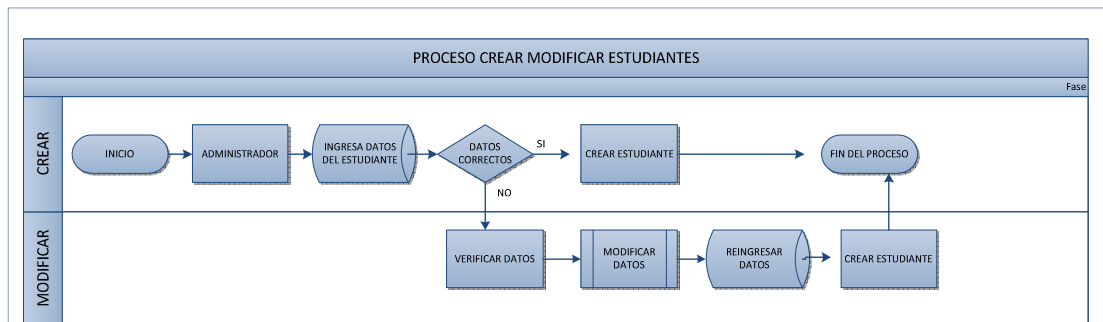 PROCESO CREAR MODIFICAR ESTUDIANTES
Fase
CREAR
INICIO
ADMINISTRADOR
INGRESA DATOS
DEL ESTUDIANTE
DATOS
CORRECTOS
SI
NO
CREAR ESTUDIANTE
FIN DEL PROCESO
MODIFICAR
VERIFICAR DATOS
MODIFICAR
DATOS
REINGRESAR
DATOS
CREAR ESTUDIANTE